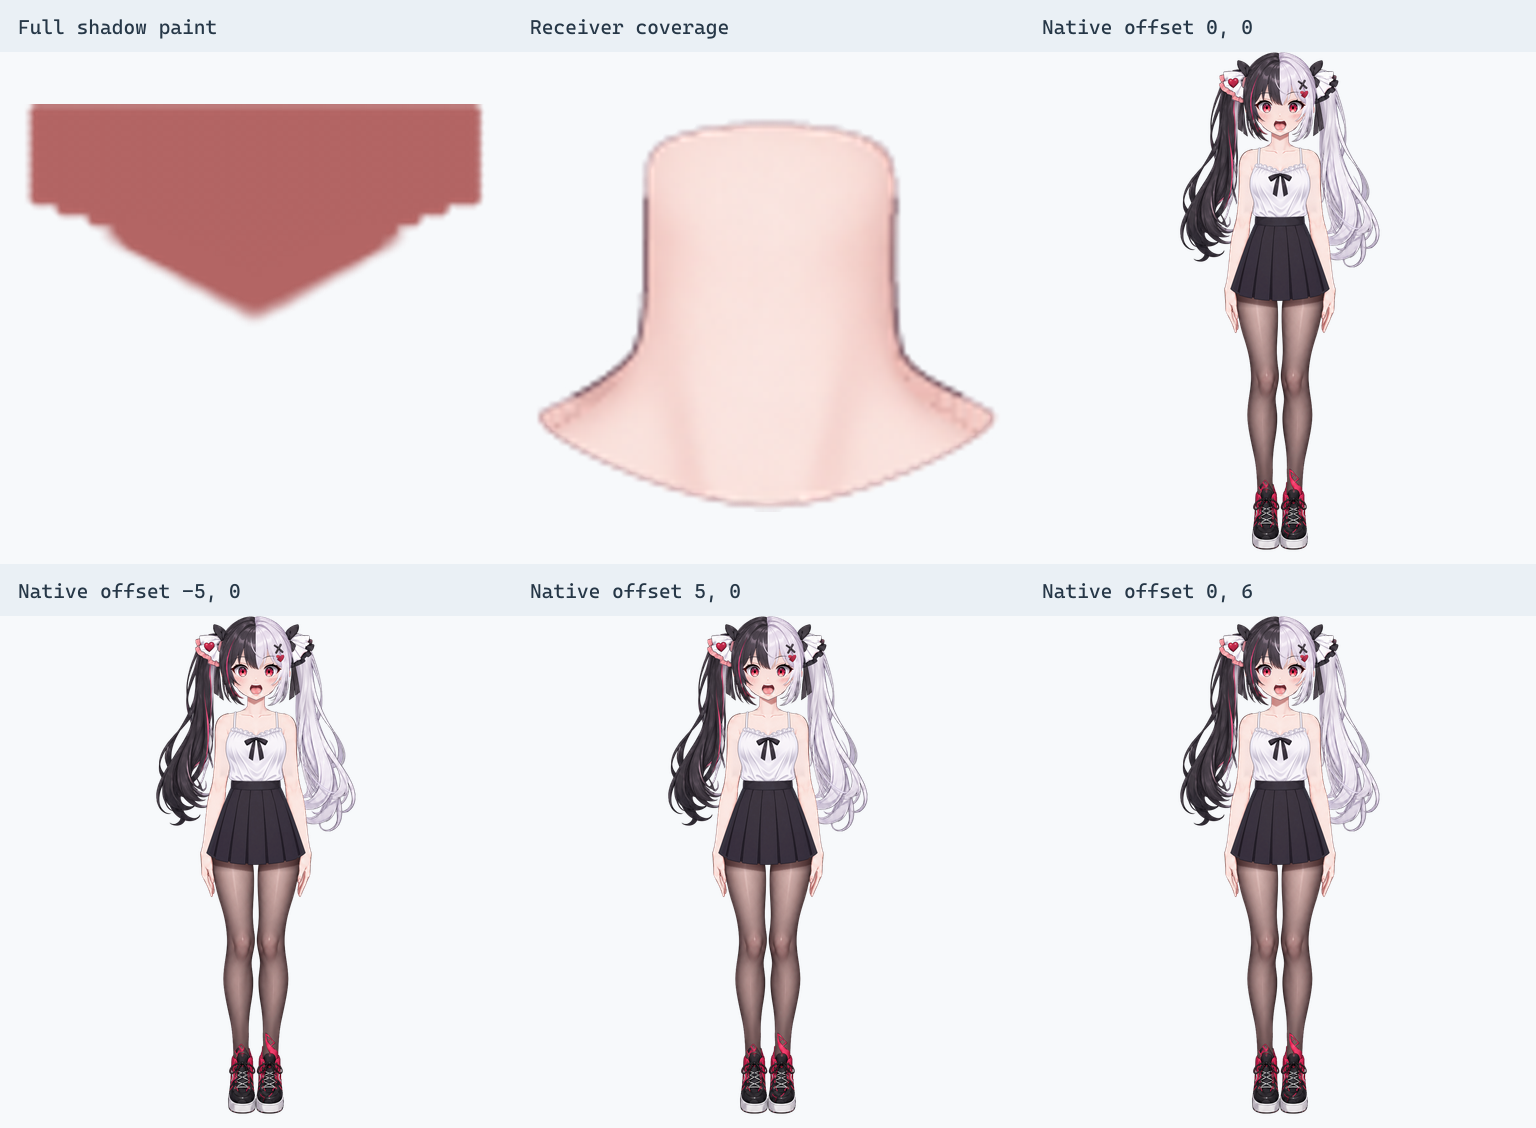 Full shadow paint
Receiver coverage
Native offset 0, 0
Native offset −5, 0
Native offset 5, 0
Native offset 0, 6